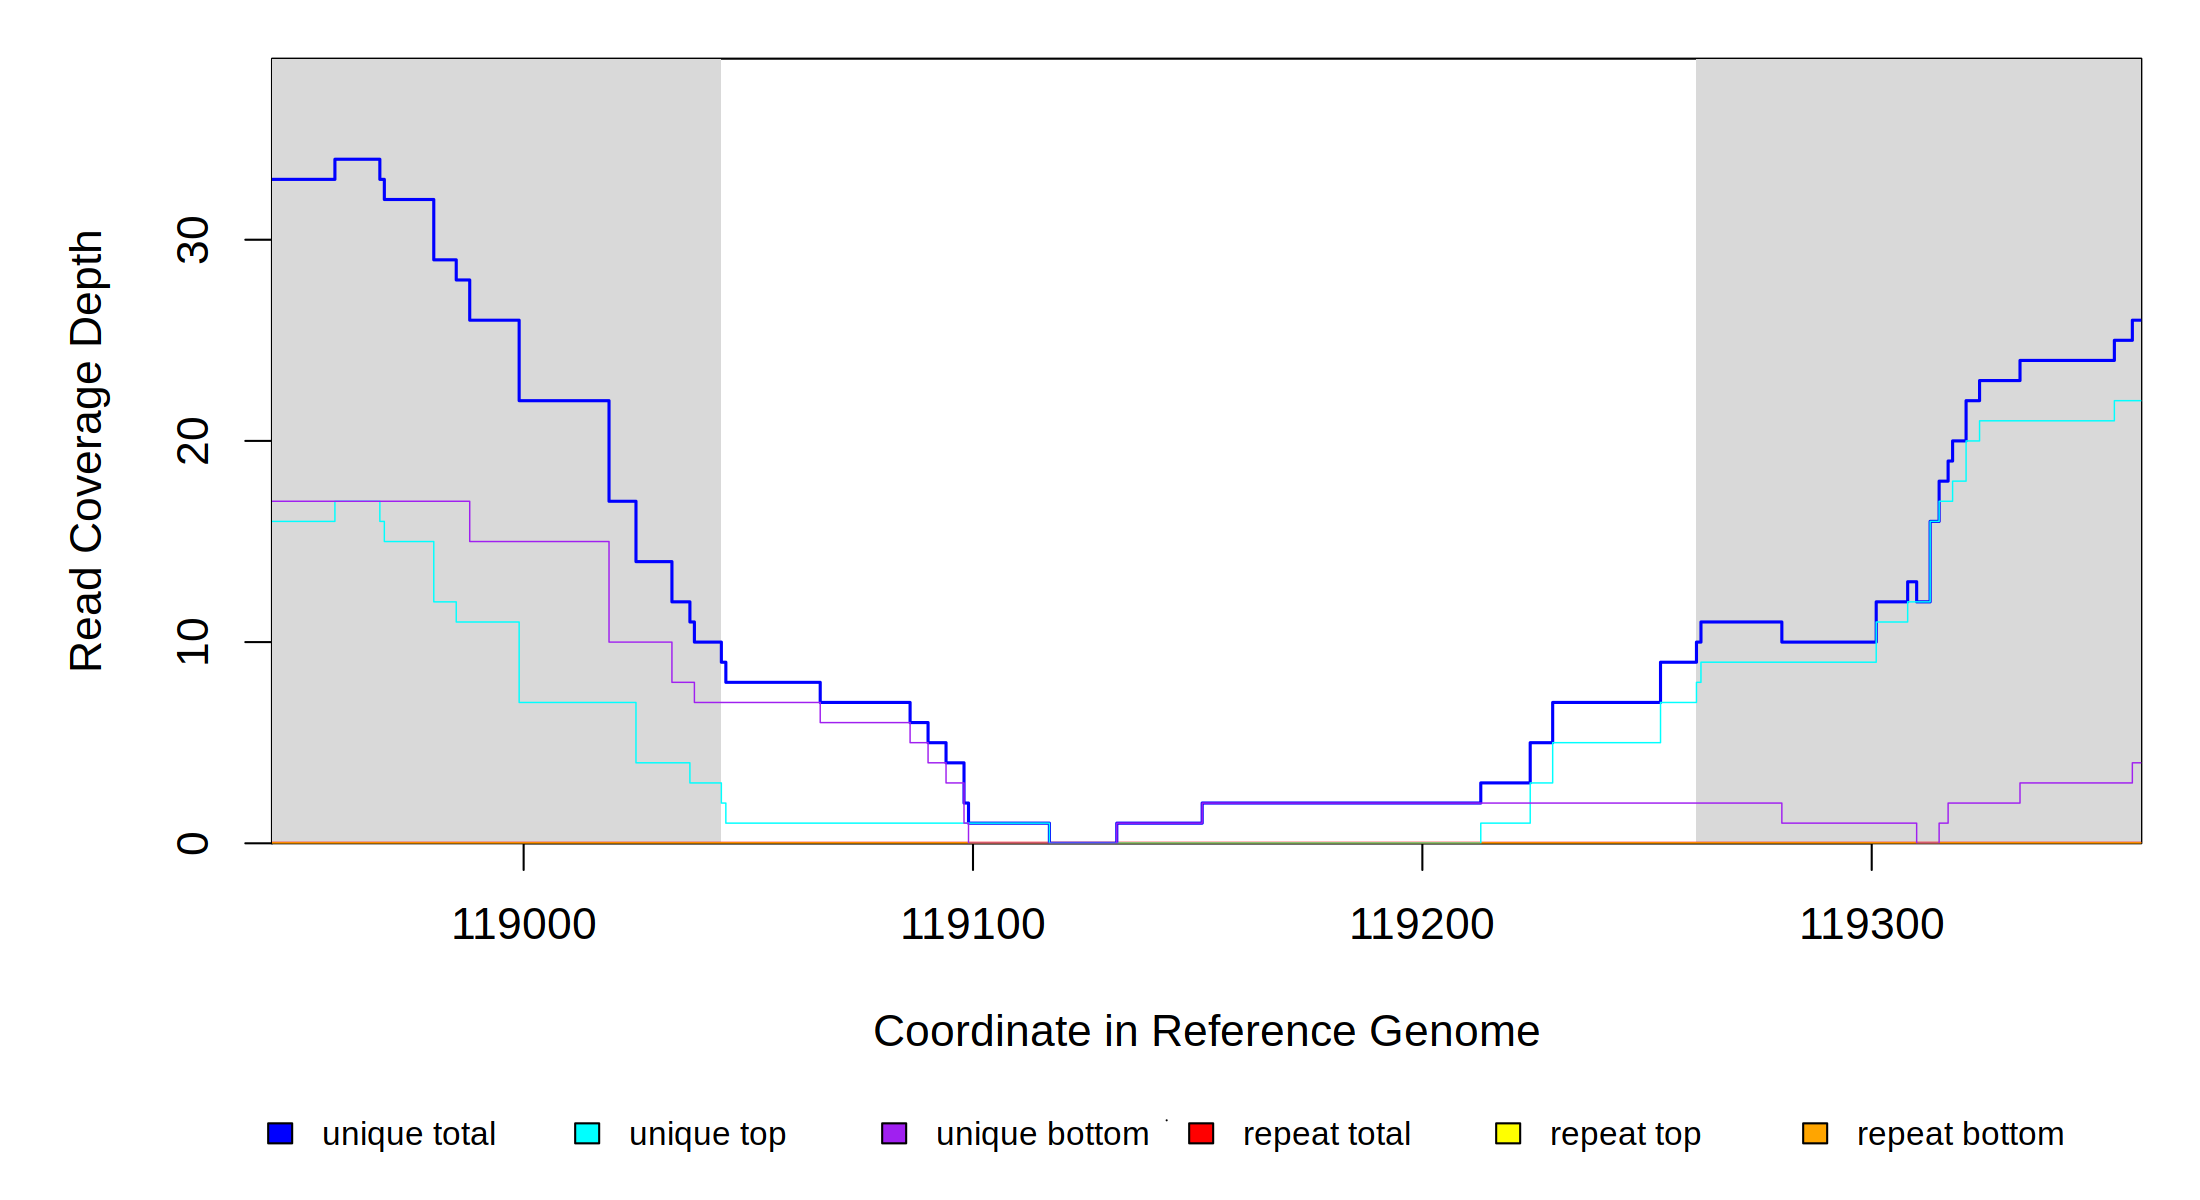 Read Coverage Depth
30
20
10
0
119000 119100 119200 119300
Coordinate in Reference Genome
unique total unique top unique bottom repeat total repeat top repeat bottom